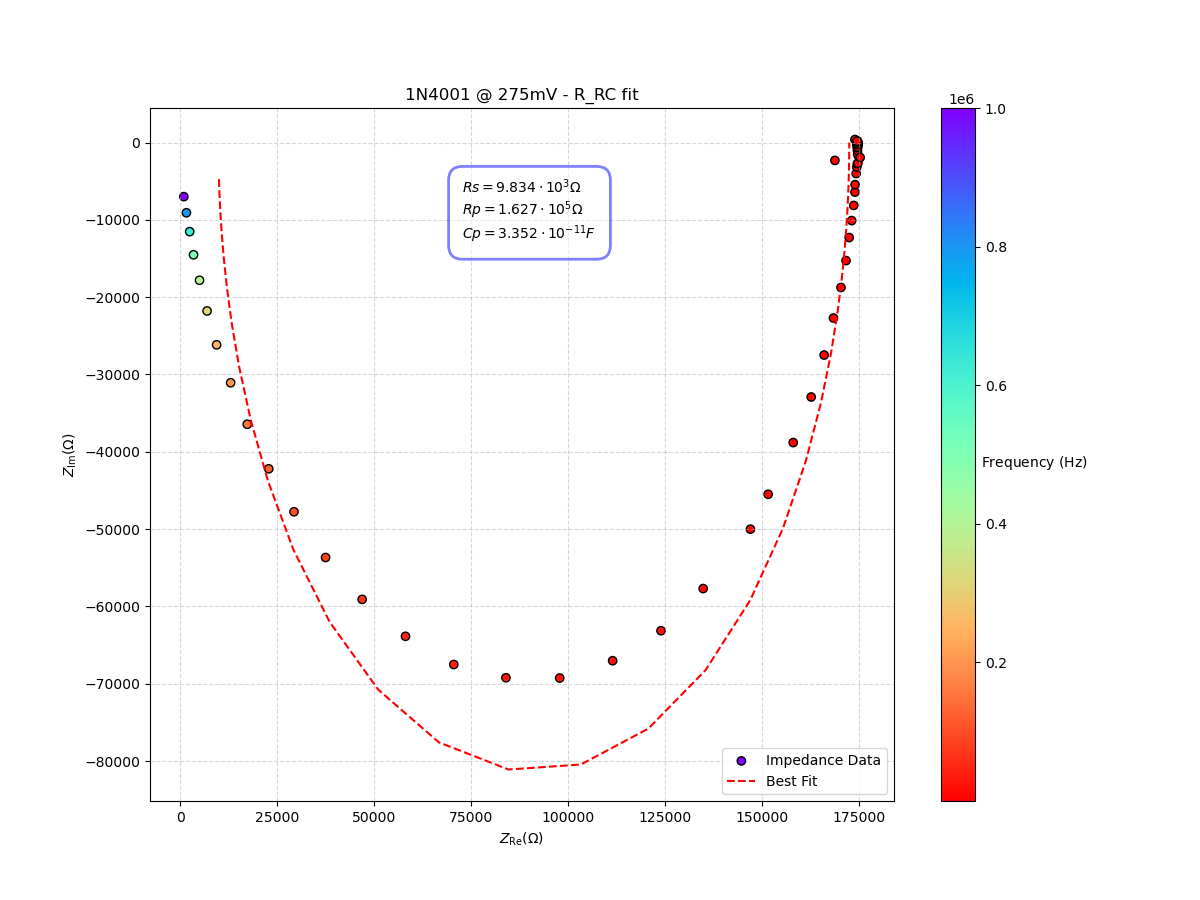 1N4001 @ 275mV - R_RC fit
1e6
1.0
0.8
0.6
0.4
0.2
Frequency (Hz)
0
−10000
−20000
−30000
−40000
−50000
−60000
−70000
−80000
Z_Im(Ω)
Rs = 9.834 · 10³Ω
Rp = 1.627 · 10⁵Ω
Cp = 3.352 · 10⁻¹¹F
Impedance Data
Best Fit
0 25000 50000 75000 100000 125000 150000 175000
Z_Re(Ω)